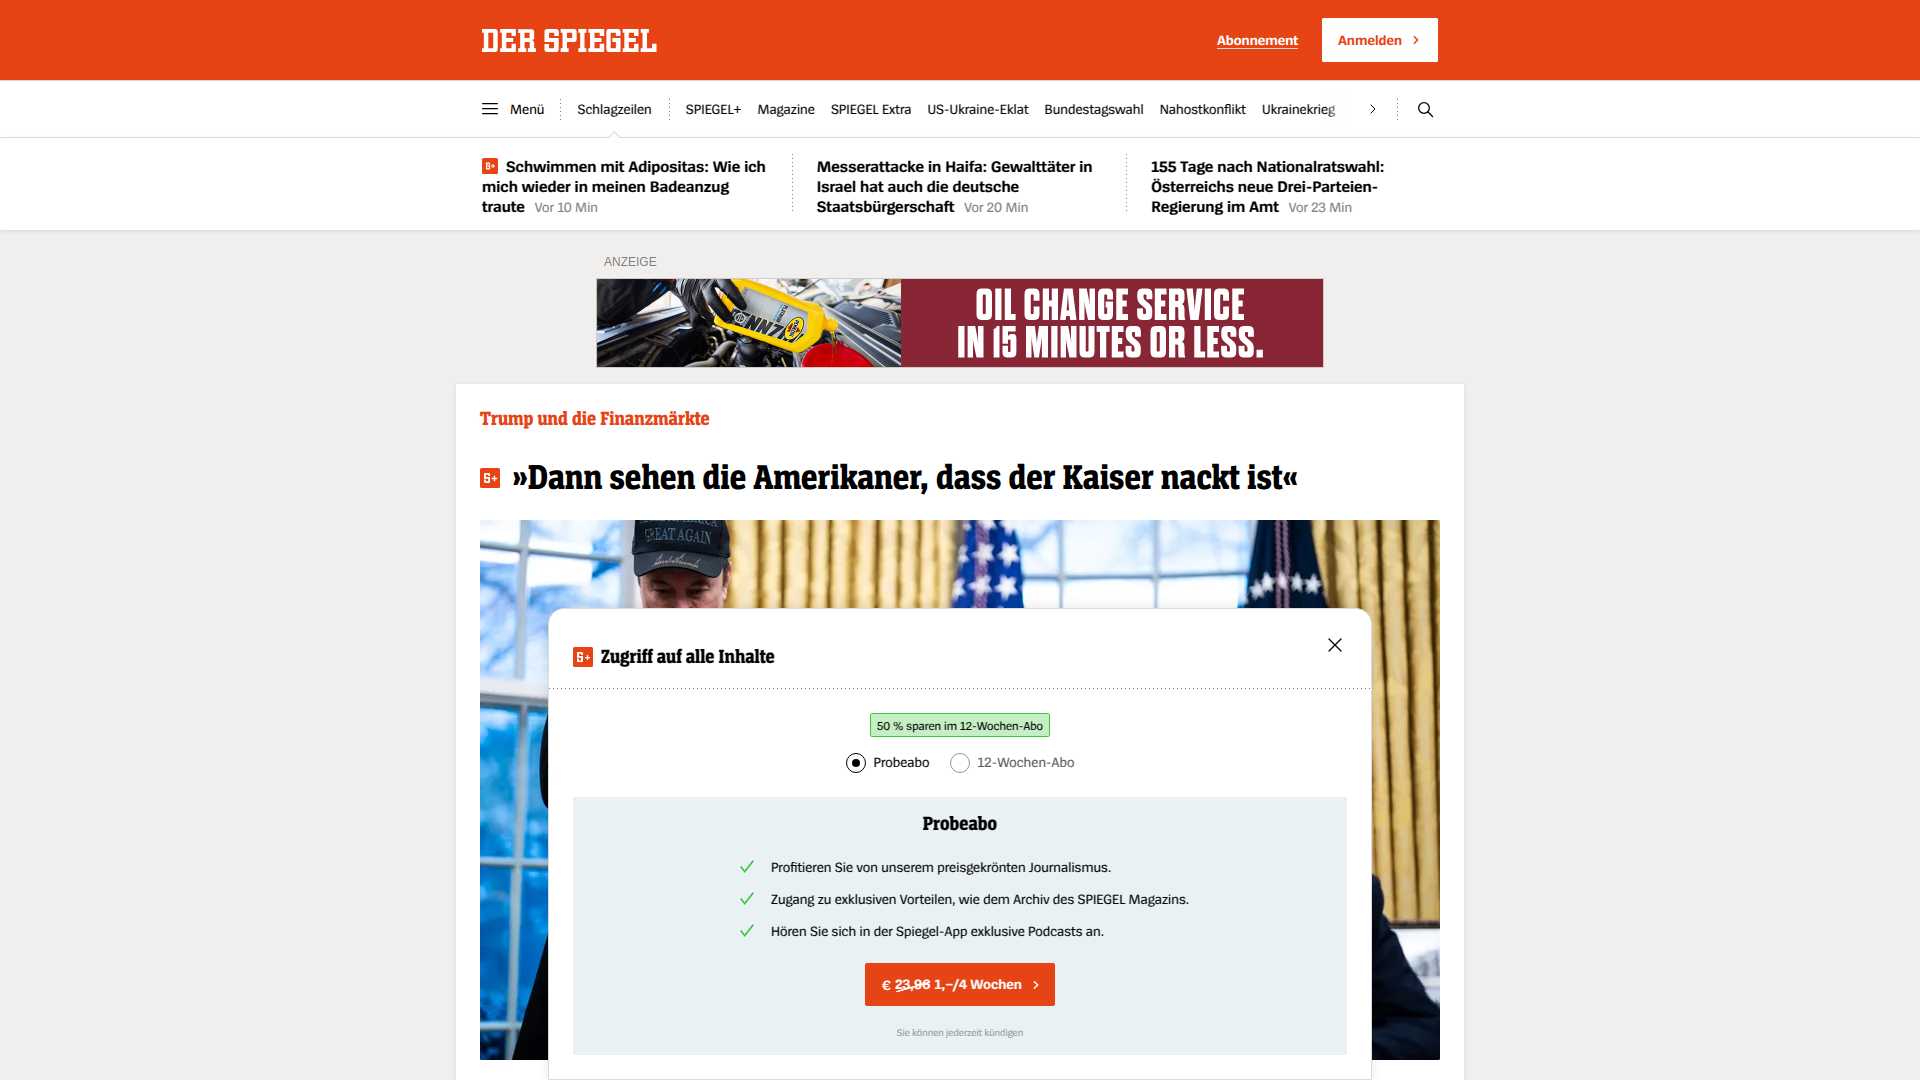 DER SPIEGEL
Abonnement
Anmelden
Menü
Schlagzeilen
SPIEGEL+
Magazine
SPIEGEL Extra
US-Ukraine-Eklat
Bundestagswahl
Nahostkonflikt
Ukrainekrieg
Schwimmen mit Adipositas: Wie ich
mich wieder in meinen Badeanzug
traute Vor 10 Min
Messerattacke in Haifa: Gewalttäter in
Israel hat auch die deutsche
Staatsbürgerschaft Vor 20 Min
155 Tage nach Nationalratswahl:
Österreichs neue Drei-Parteien-
Regierung im Amt Vor 23 Min
ANZEIGE
OIL CHANGE SERVICE
IN 15 MINUTES OR LESS.
Trump und die Finanzmärkte
S+ »Dann sehen die Amerikaner, dass der Kaiser nackt ist«
GREAT AGAIN
S+ Zugriff auf alle Inhalte
50 % sparen im 12-Wochen-Abo
Probeabo
12-Wochen-Abo
Probeabo
Profitieren Sie von unserem preisgekrönten Journalismus.
Zugang zu exklusiven Vorteilen, wie dem Archiv des SPIEGEL Magazins.
Hören Sie sich in der Spiegel-App exklusive Podcasts an.
€ 23,96 1,–/4 Wochen
Sie können jederzeit kündigen